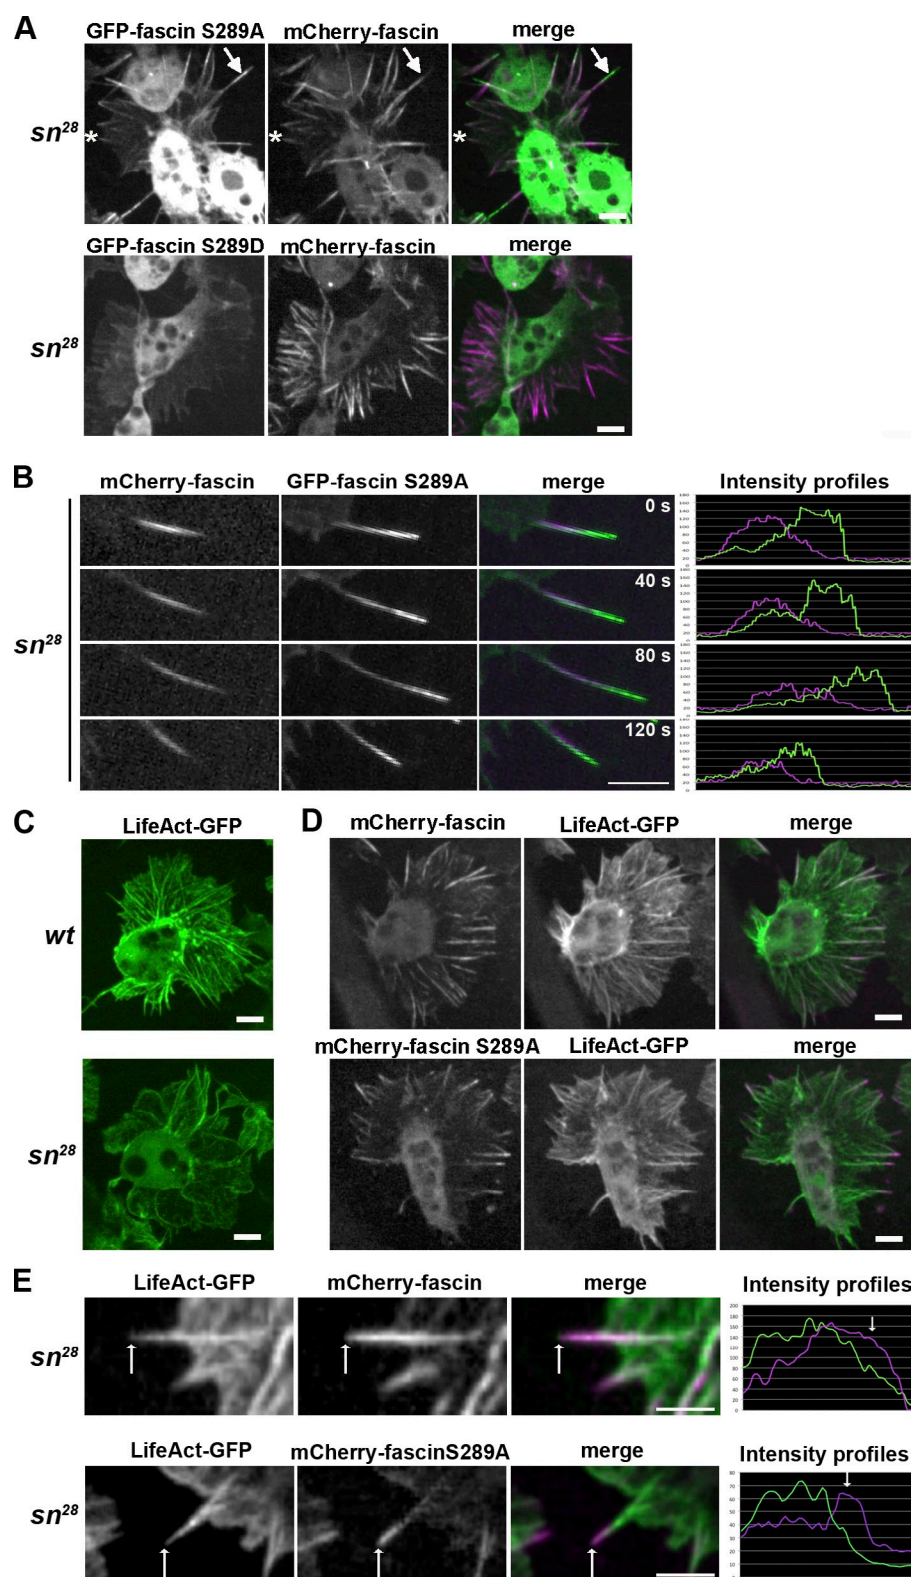 A
GFP-fascin S289A mCherry-fascin merge
sn28
*
*
*
GFP-fascin S289D mCherry-fascin merge
sn28
B
mCherry-fascin GFP-fascin S289A merge Intensity profiles
0 s
40 s
sn28
80 s
120 s
C
LifeAct-GFP
wt
sn28
D
mCherry-fascin LifeAct-GFP merge
mCherry-fascin S289A LifeAct-GFP merge
E
LifeAct-GFP mCherry-fascin merge Intensity profiles
sn28
LifeAct-GFP mCherry-fascinS289A merge Intensity profiles
sn28